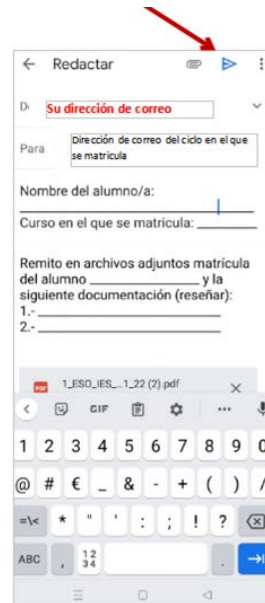 Redactar
D. Su dirección de correo
Para Dirección de correo del ciclo en el que
se matricula
Nombre del alumno/a:
Curso en el que se matricula:
Remito en archivos adjuntos matrícula
del alumno y la
siguiente documentación (reseñar):
1.-
2.-
PDF 1_ESO_IES_...1_22 (2).pdf
GIF
1 2 3 4 5 6 7 8 9 0
@ # € _ & - + ( ) /
=\< * " ' : ; ! ?
ABC , 12 .
34